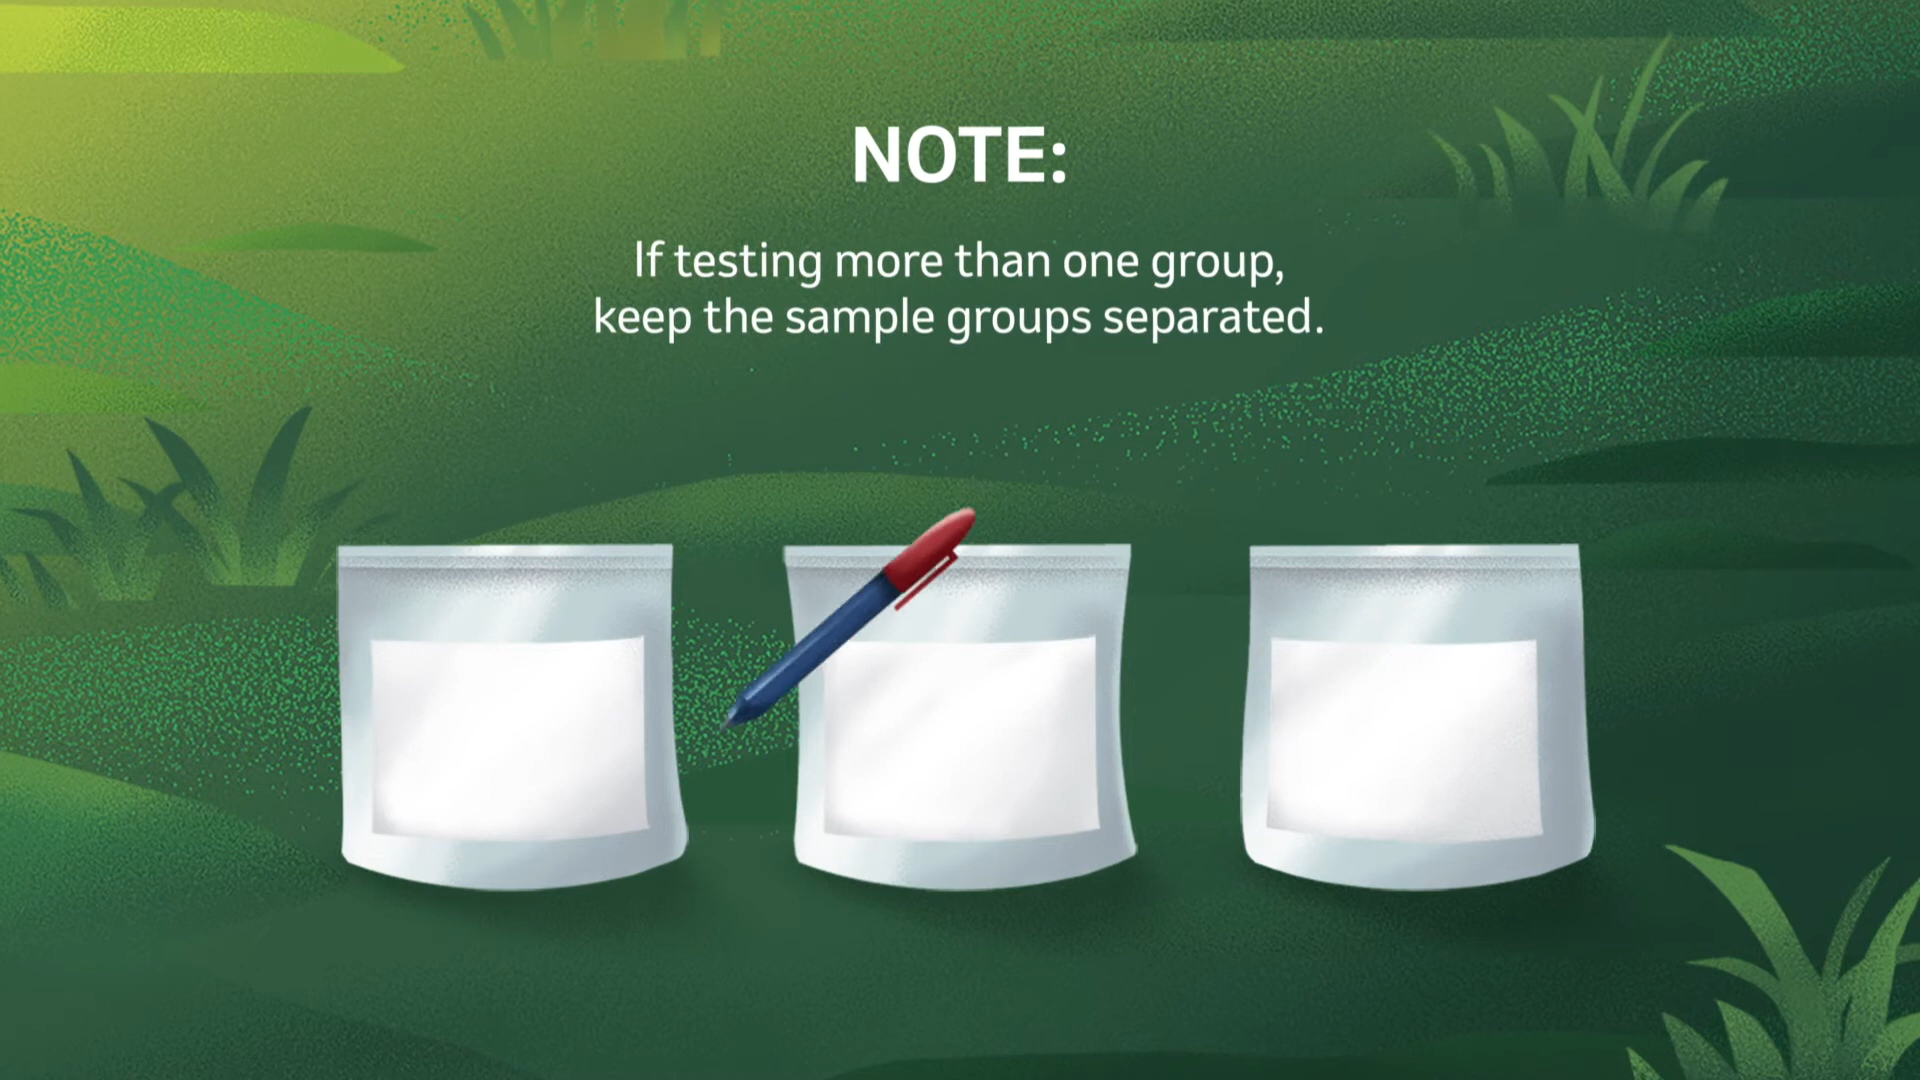 NOTE:
If testing more than one group,
keep the sample groups separated.